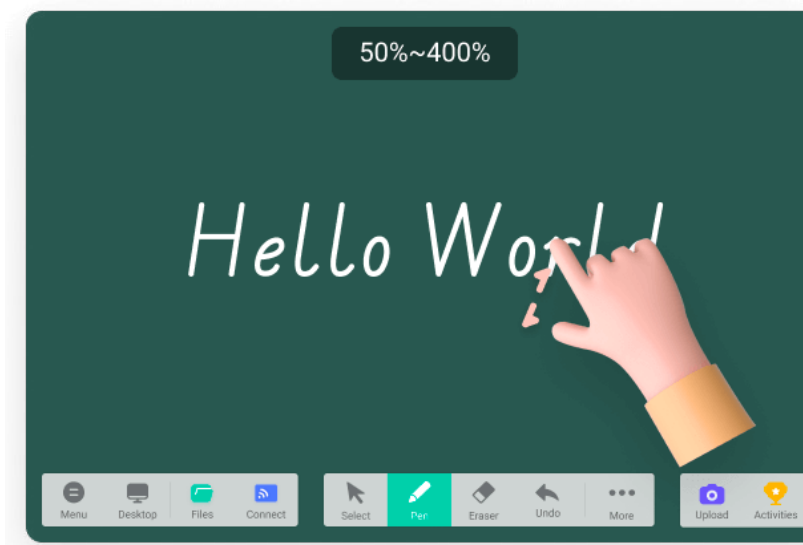 50%~400%
Hello World
Menu Desktop Files Connect Select Pen Eraser Undo More Upload Activities